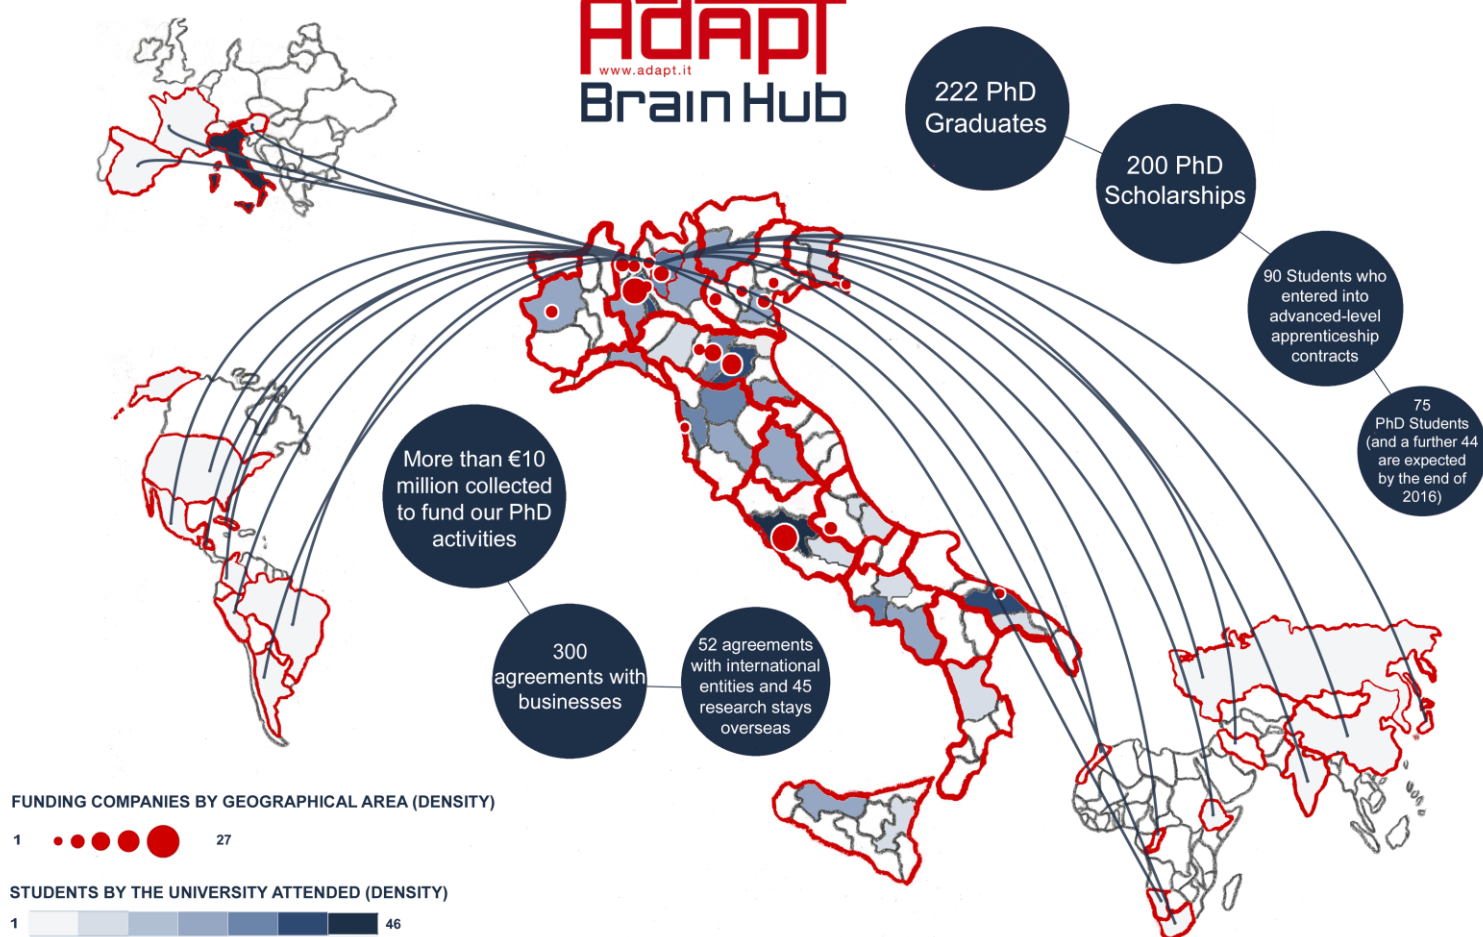 Adapt
www.adapt.it
Brain Hub
222 PhD
Graduates
200 PhD
Scholarships
90 Students who
entered into
advanced-level
apprenticeship
contracts
75
PhD Students
(and a further 44
are expected
by the end of
2016)
More than €10
million collected
to fund our PhD
activities
300
agreements with
businesses
52 agreements
with international
entities and 45
research stays
overseas
FUNDING COMPANIES BY GEOGRAPHICAL AREA (DENSITY)
1 27
STUDENTS BY THE UNIVERSITY ATTENDED (DENSITY)
1 46